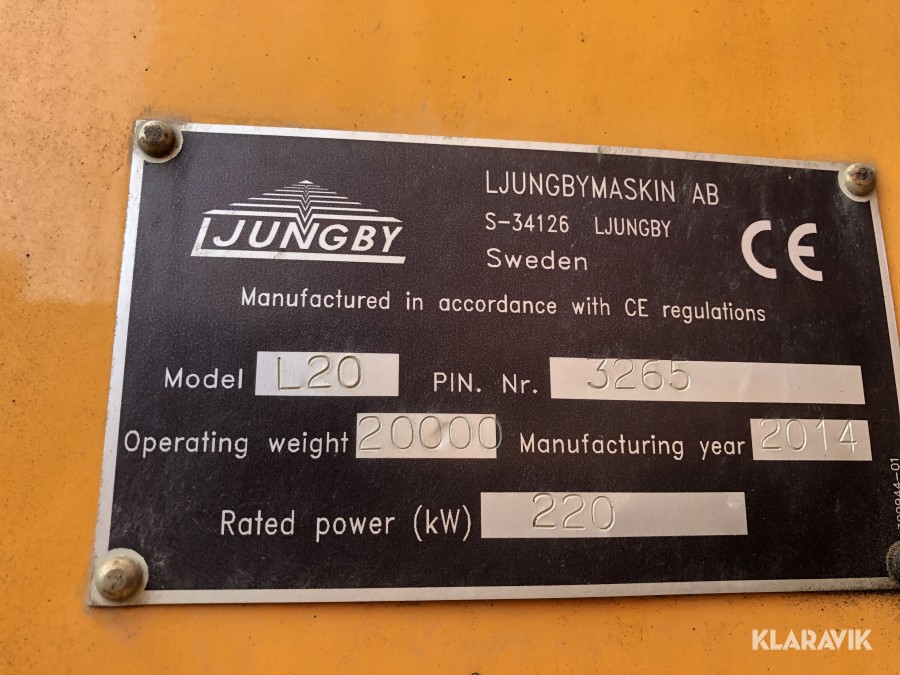 LJUNGBY
LJUNGBYMASKIN AB
S-34126 LJUNGBY
Sweden
CE
Manufactured in accordance with CE regulations
Model L20 PIN. Nr. 3265
Operating weight 20000 Manufacturing year 2014
Rated power (kW) 220
KLARAVIK